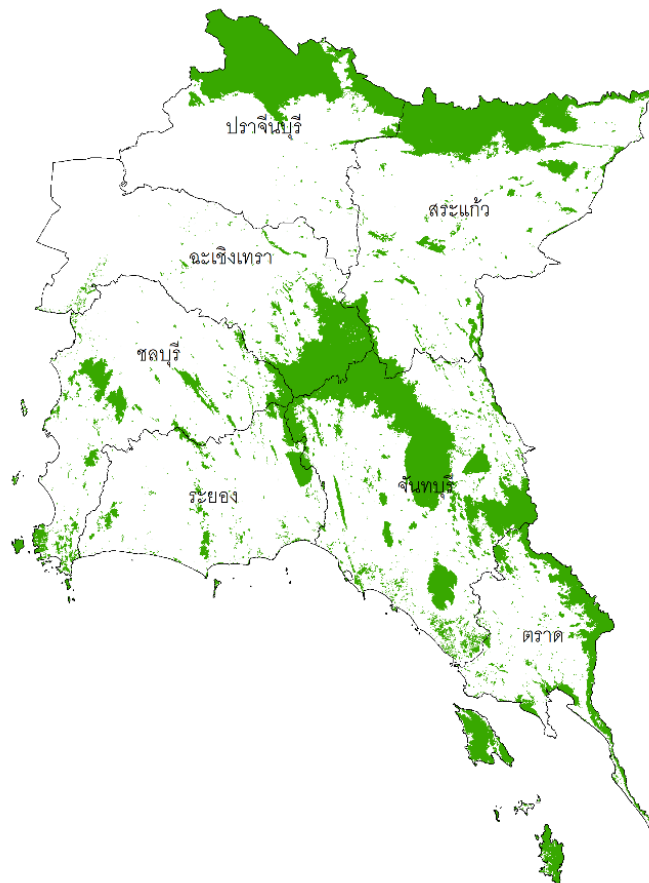 ปราจีนบุรี
สระแก้ว
ฉะเชิงเทรา
ชลบุรี
จันทบุรี
ระยอง
ตราด